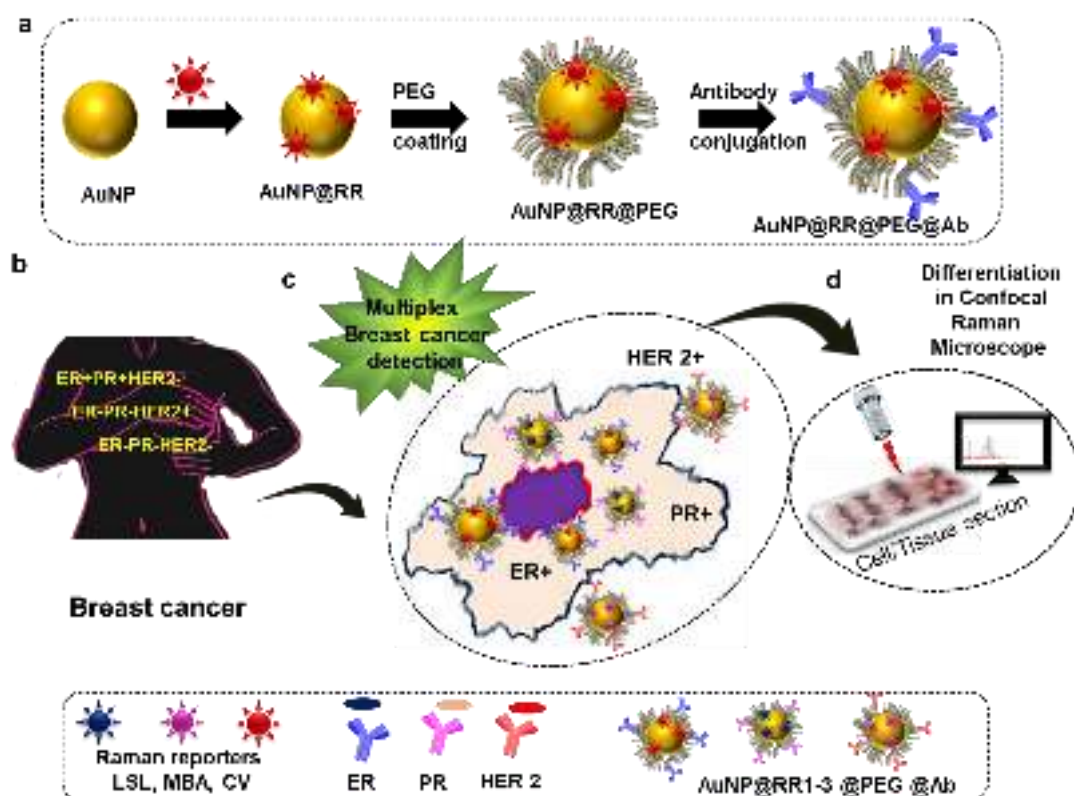 a
PEG
coating
Antibody
conjugation
AuNP
AuNP@RR
AuNP@RR@PEG
AuNP@RR@PEG@Ab
b
ER+PR+HER2-
ER-PR-HER2+
ER-PR-HER2-
Breast cancer
c
Multiplex
Breast cancer
detection
HER 2+
PR+
ER+
d
Differentiation
in Confocal
Raman
Microscope
Cell/Tissue section
Raman reporters
LSL, MBA, CV
ER
PR
HER 2
AuNP@RR1-3 @PEG @Ab